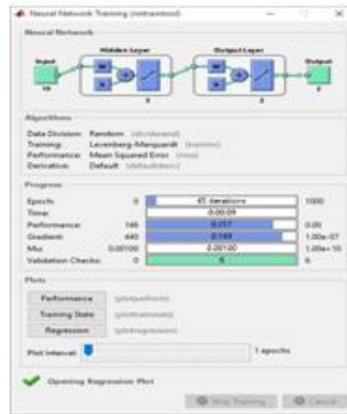 Neural Network Training (nntraintool)
Neural Network
Hidden Layer
Output Layer
Input
Output
W
W
b
b
10
2
Algorithms
Data Division: Random (dividerand)
Training: Levenberg-Marquardt (trainlm)
Performance: Mean Squared Error (mse)
Derivative: Default (defaultderiv)
Progress
Epoch: 0 45 iterations 1000
Time: 0:00:09
Performance: 146 0.00
Gradient: 440 0.169 1.00e-07
Mu: 0.00100 0.00100 1.00e+10
Validation Checks: 0 6 6
Plots
Performance (plotperform)
Training State (plottrainstate)
Regression (plotregression)
Plot Interval: 1 epochs
Opening Regression Plot
Stop Training
Cancel